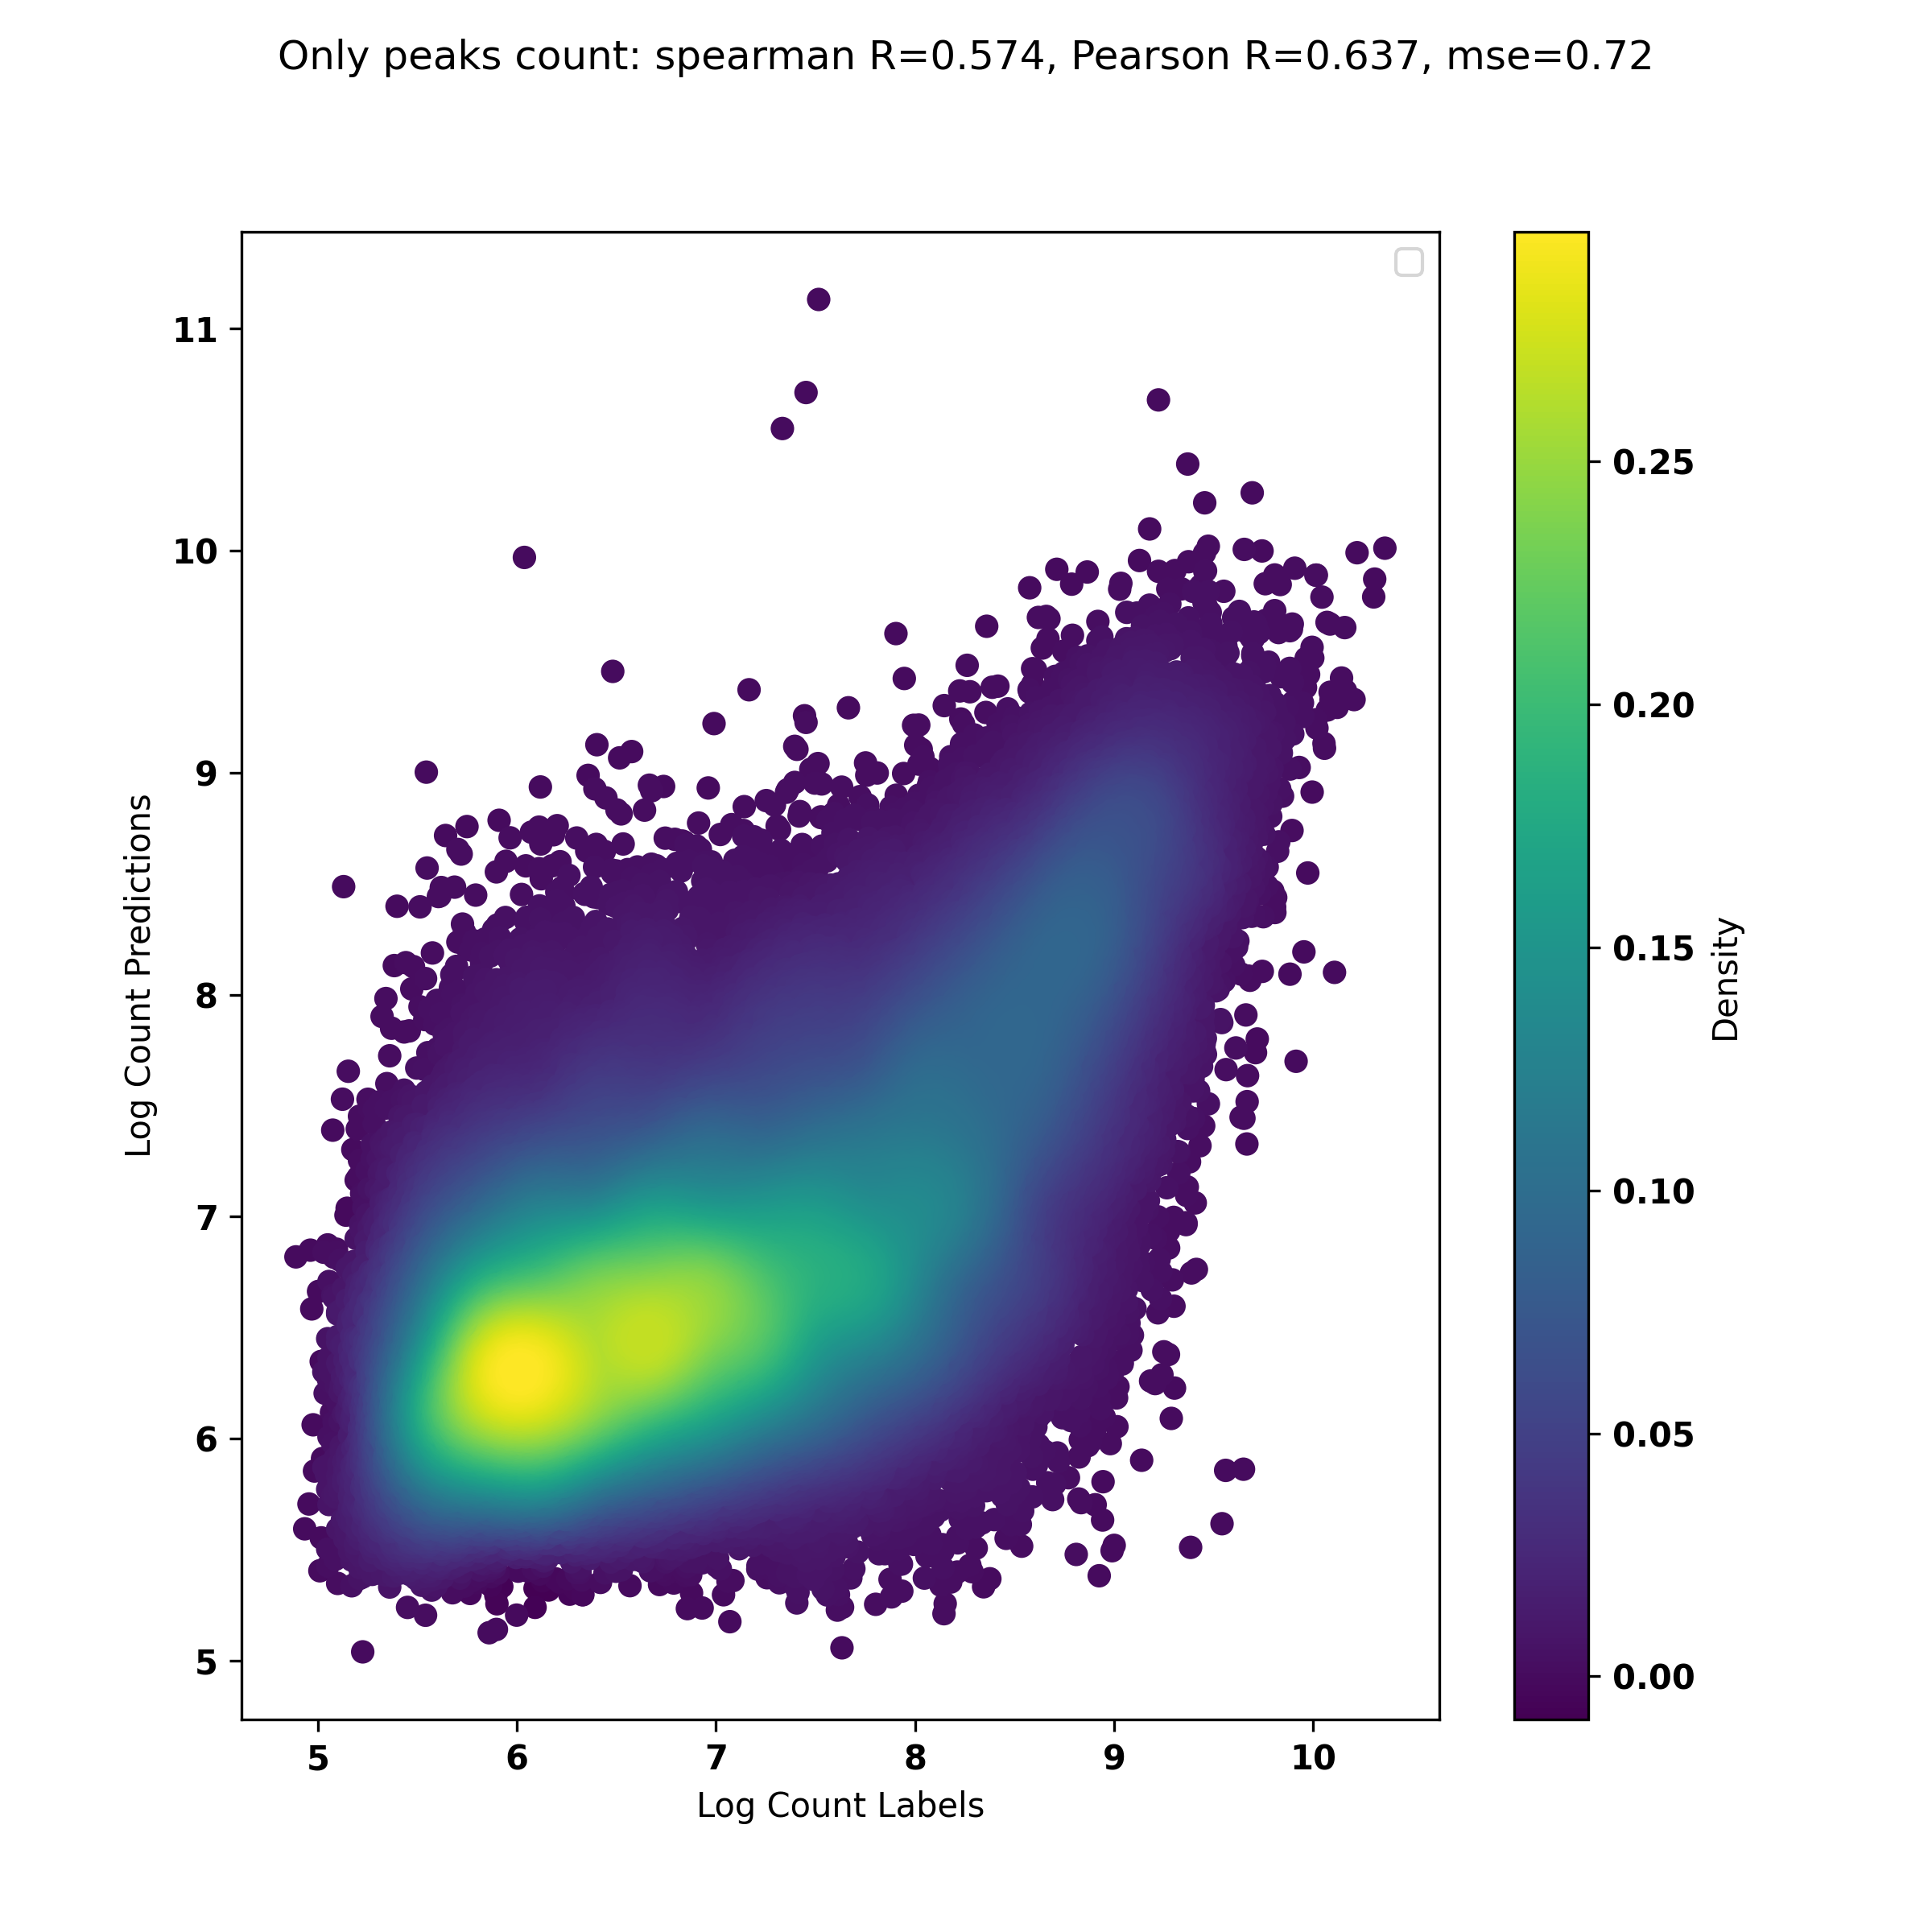 Only peaks count: spearman R=0.574, Pearson R=0.637, mse=0.72
11
10
9
8
7
6
5
Log Count Predictions
5 6 7 8 9 10
Log Count Labels
0.25
0.20
0.15
0.10
0.05
0.00
Density